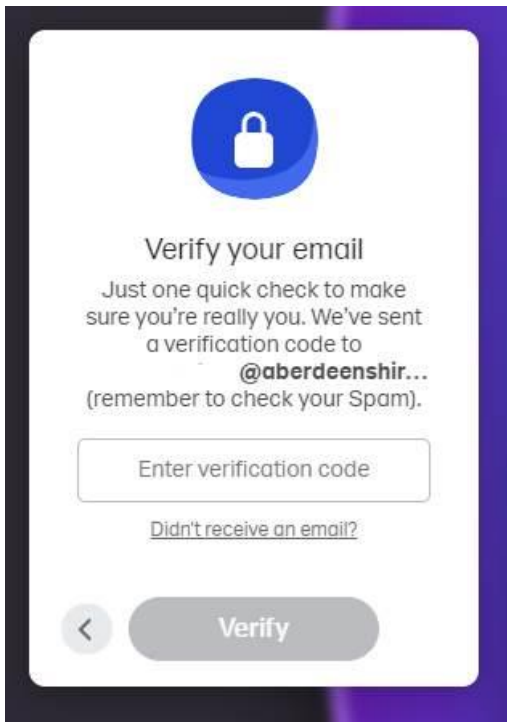 Verify your email
Just one quick check to make
sure you're really you. We've sent
a verification code to
@aberdeenshir...
(remember to check your Spam).
Enter verification code
Didn't receive an email?
Verify